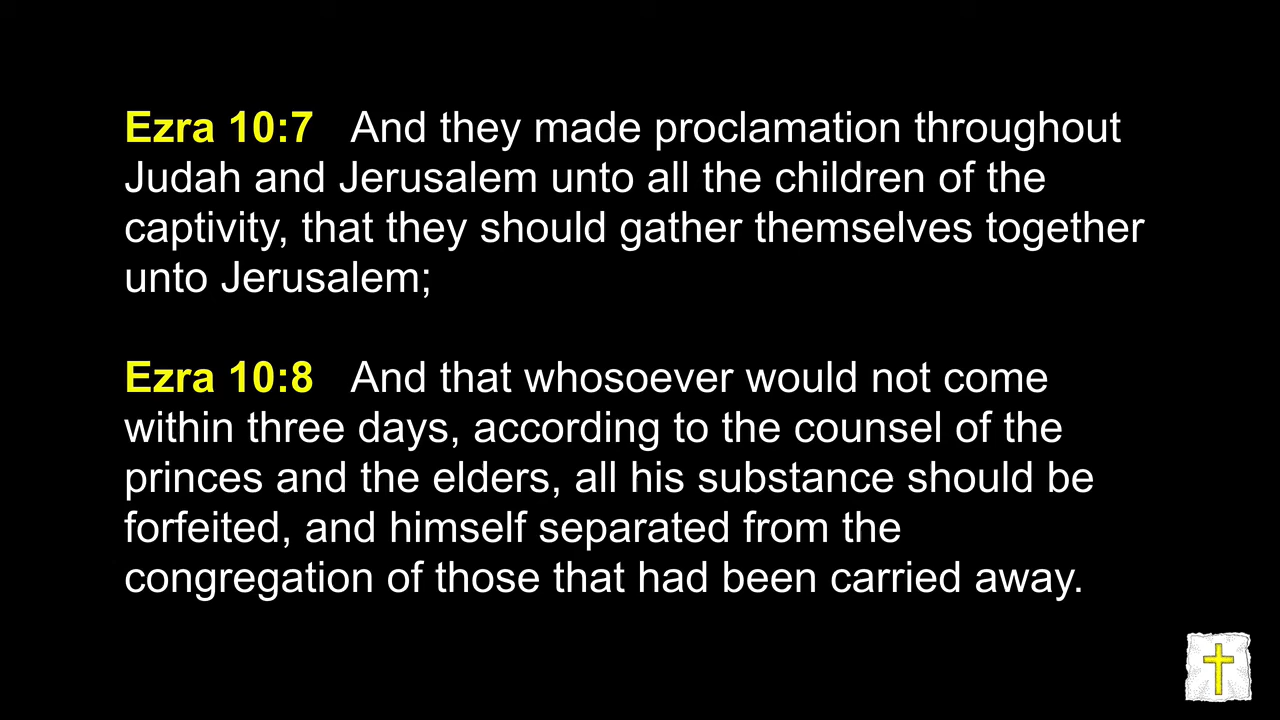 Ezra 10:7 And they made proclamation throughout
Judah and Jerusalem unto all the children of the
captivity, that they should gather themselves together
unto Jerusalem;
Ezra 10:8 And that whosoever would not come
within three days, according to the counsel of the
princes and the elders, all his substance should be
forfeited, and himself separated from the
congregation of those that had been carried away.